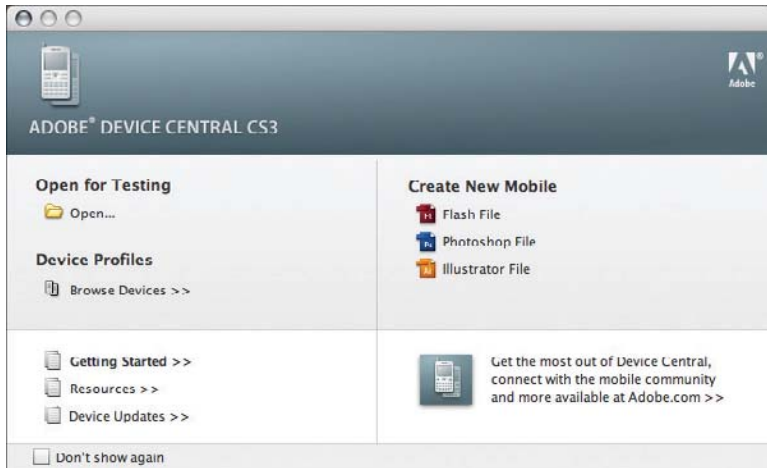 Adobe
ADOBE® DEVICE CENTRAL CS3
Open for Testing
Open...
Device Profiles
Browse Devices >>
Create New Mobile
Flash File
Photoshop File
Illustrator File
Getting Started >>
Resources >>
Device Updates >>
Get the most out of Device Central,
connect with the mobile community
and more available at Adobe.com >>
Don't show again